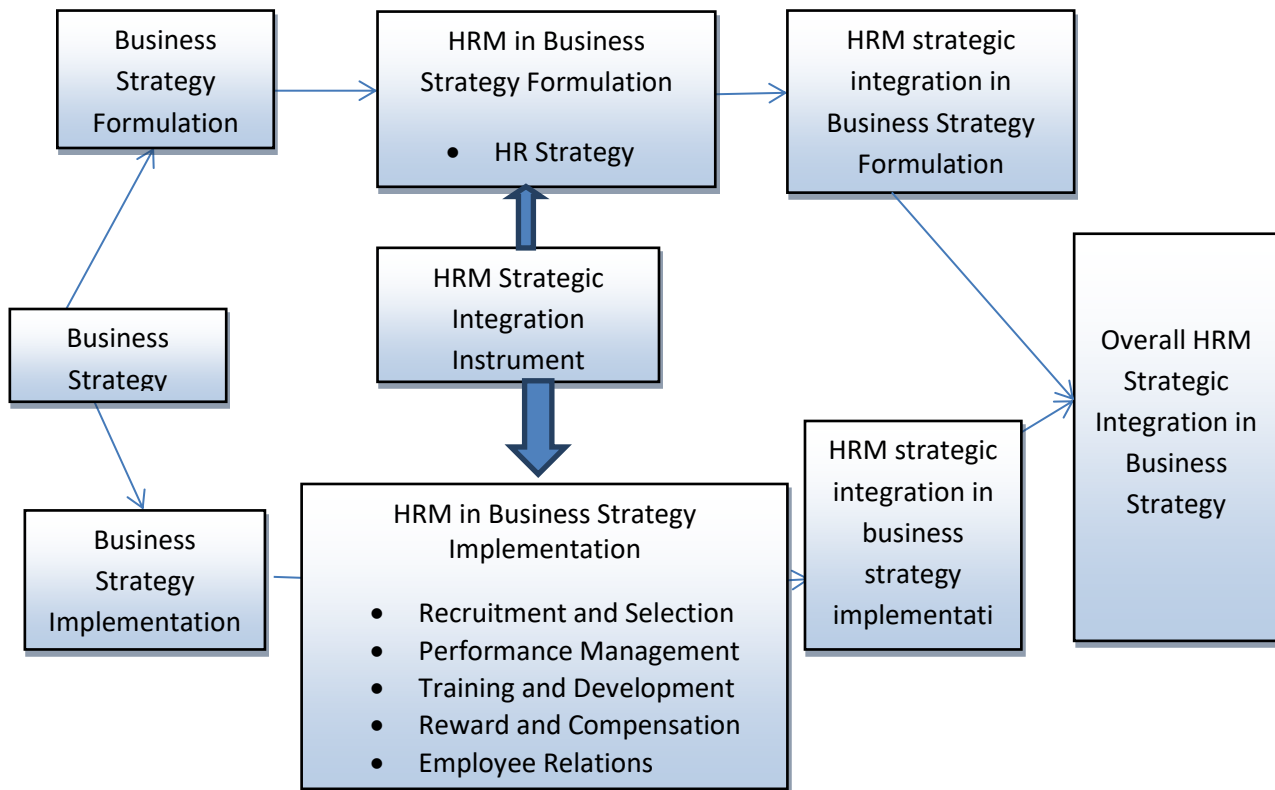 Business
Strategy
Formulation
HRM in Business
Strategy Formulation
• HR Strategy
HRM strategic
integration in
Business Strategy
Formulation
HRM Strategic
Integration
Instrument
Business
Strategy
Overall HRM
Strategic
Integration in
Business
Strategy
Business
Strategy
Implementation
HRM in Business Strategy
Implementation
• Recruitment and Selection
• Performance Management
• Training and Development
• Reward and Compensation
• Employee Relations
HRM strategic
integration in
business
strategy
implementati